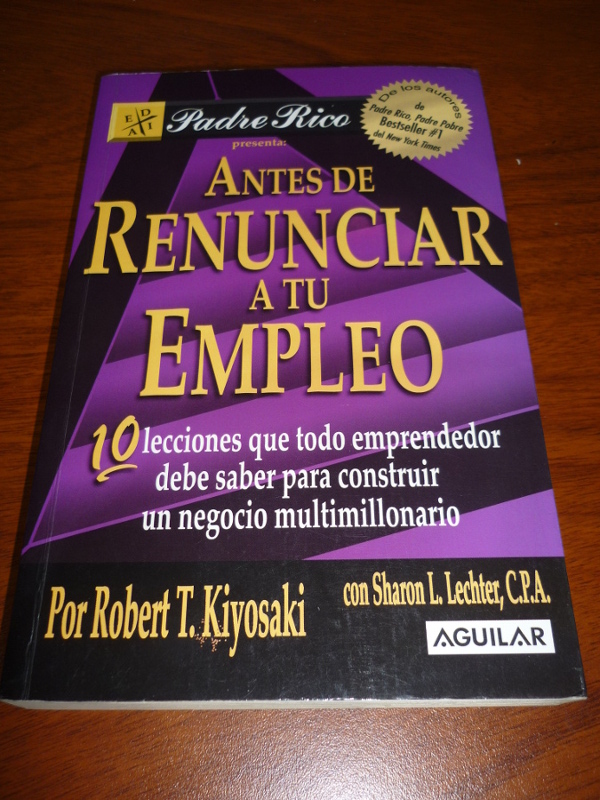 E D A I
Padre Rico
presenta:
De los autores
de
Padre Rico, Padre Pobre
Bestseller #1
del New York Times
ANTES DE
RENUNCIAR
A TU
EMPLEO
10 lecciones que todo emprendedor
debe saber para construir
un negocio multimillonario
Por Robert T. Kiyosaki
con Sharon L. Lechter, C.P.A.
AGUILAR